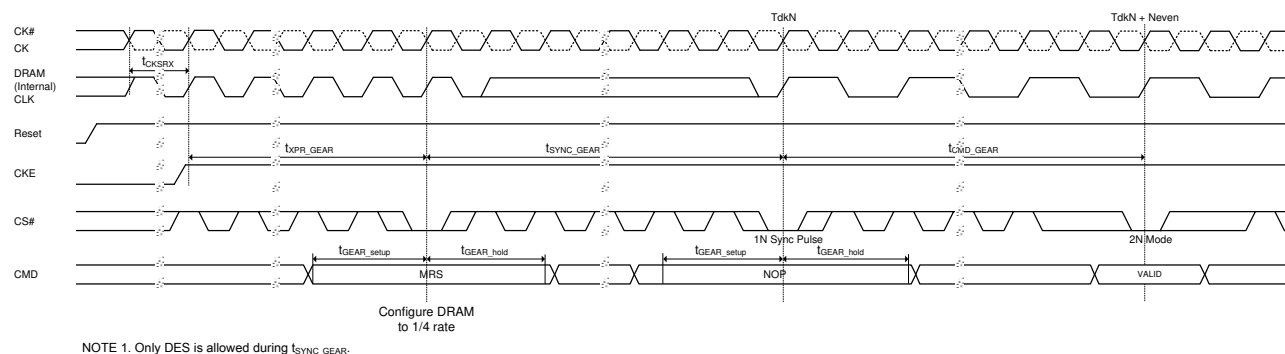 TdkN
TdkN + Neven
CK#
CK
tCKSRX
DRAM
(Internal)
CLK
Reset
tXPR_GEAR
tSYNC_GEAR
tCMD_GEAR
CKE
CS#
1N Sync Pulse
2N Mode
tGEAR_setup
tGEAR_hold
tGEAR_setup
tGEAR_hold
CMD
MRS
NOP
VALID
Configure DRAM
to 1/4 rate
NOTE 1. Only DES is allowed during tSYNC_GEAR.